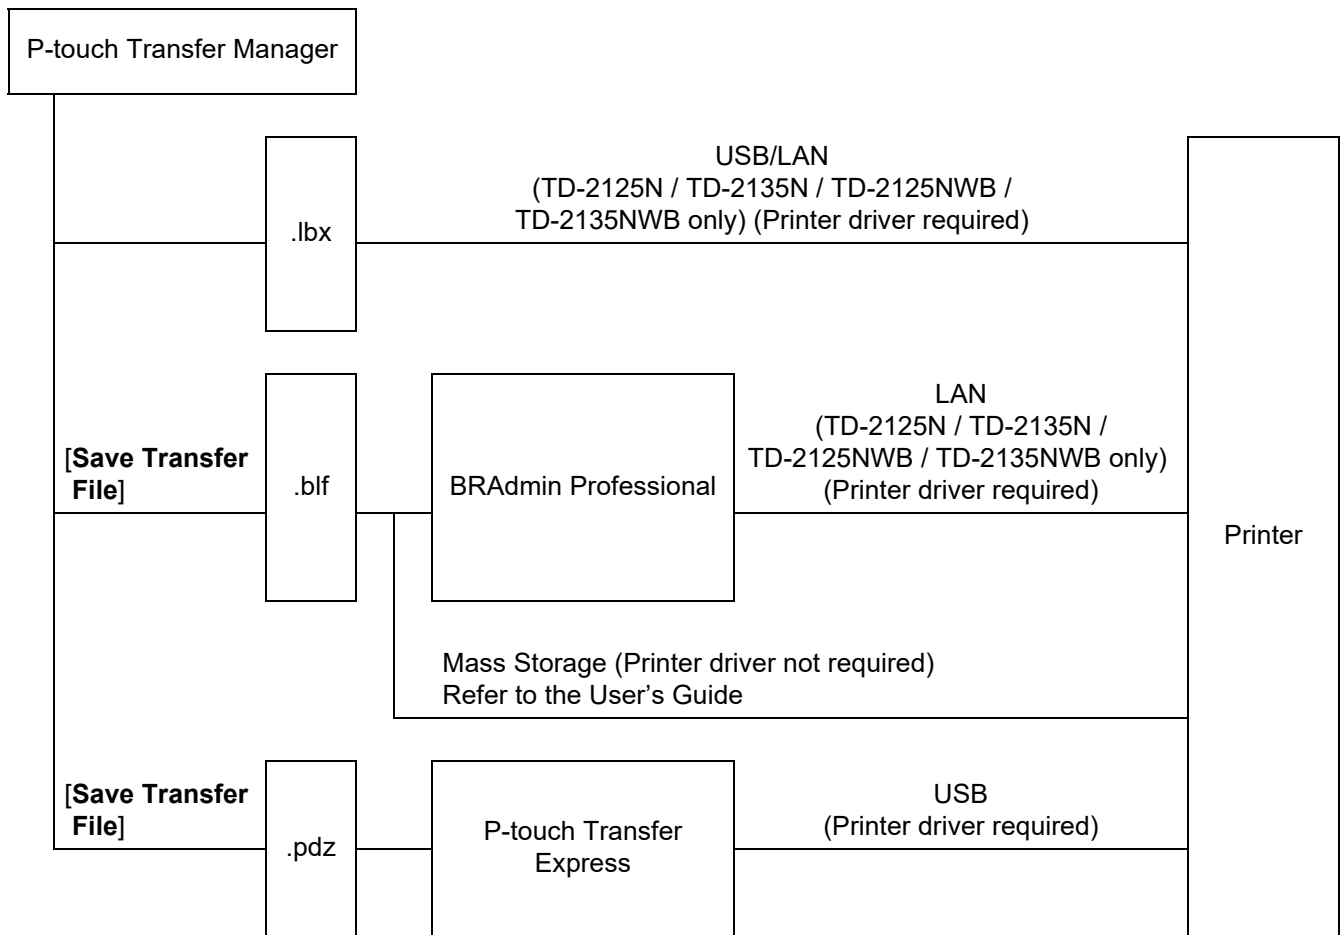 P-touch Transfer Manager
.lbx
USB/LAN
(TD-2125N / TD-2135N / TD-2125NWB /
TD-2135NWB only) (Printer driver required)
[Save Transfer
File]
.blf
BRAdmin Professional
LAN
(TD-2125N / TD-2135N /
TD-2125NWB / TD-2135NWB only)
(Printer driver required)
Printer
Mass Storage (Printer driver not required)
Refer to the User’s Guide
[Save Transfer
File]
.pdz
P-touch Transfer
Express
USB
(Printer driver required)